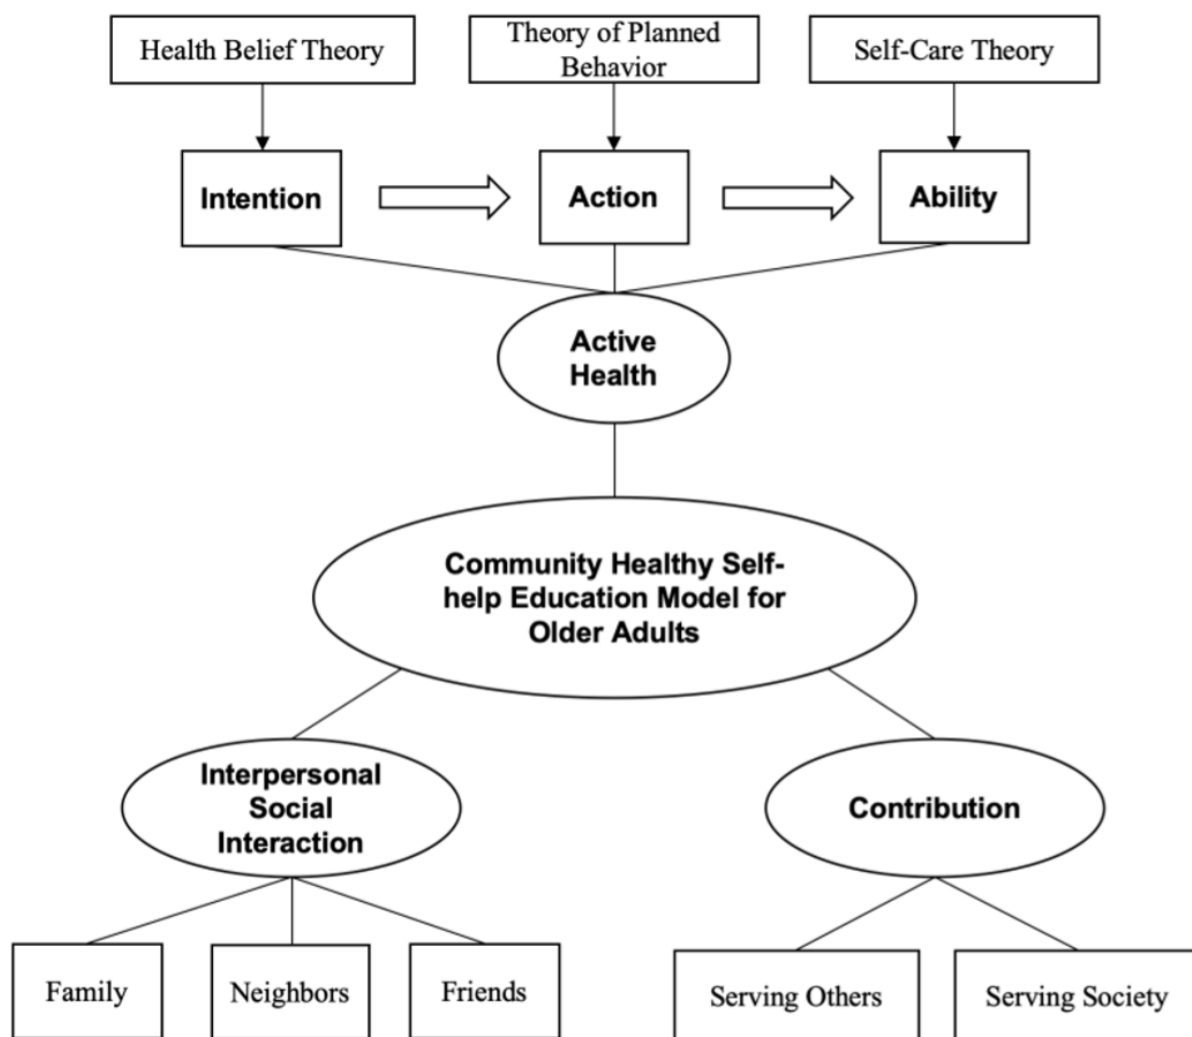 Health Belief Theory
Theory of Planned
Behavior
Self-Care Theory
Intention
Action
Ability
Active
Health
Community Healthy Self-
help Education Model for
Older Adults
Interpersonal
Social
Interaction
Contribution
Family
Neighbors
Friends
Serving Others
Serving Society